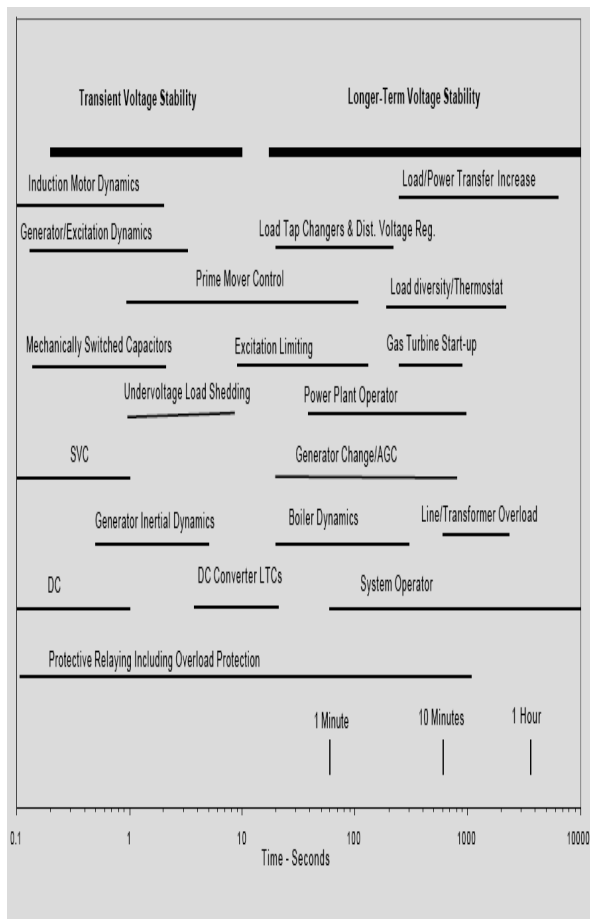 Transient Voltage Stability
Longer-Term Voltage Stability
Induction Motor Dynamics
Load/Power Transfer Increase
Generator/Excitation Dynamics
Load Tap Changers & Dist. Voltage Reg.
Prime Mover Control
Load diversity/Thermostat
Mechanically Switched Capacitors
Excitation Limiting
Gas Turbine Start-up
Undervoltage Load Shedding
Power Plant Operator
SVC
Generator Change/AGC
Generator Inertial Dynamics
Boiler Dynamics
Line/Transformer Overload
DC
DC Converter LTCs
System Operator
Protective Relaying Including Overload Protection
1 Minute
10 Minutes
1 Hour
0.1 1 10 100 1000 10000
Time - Seconds